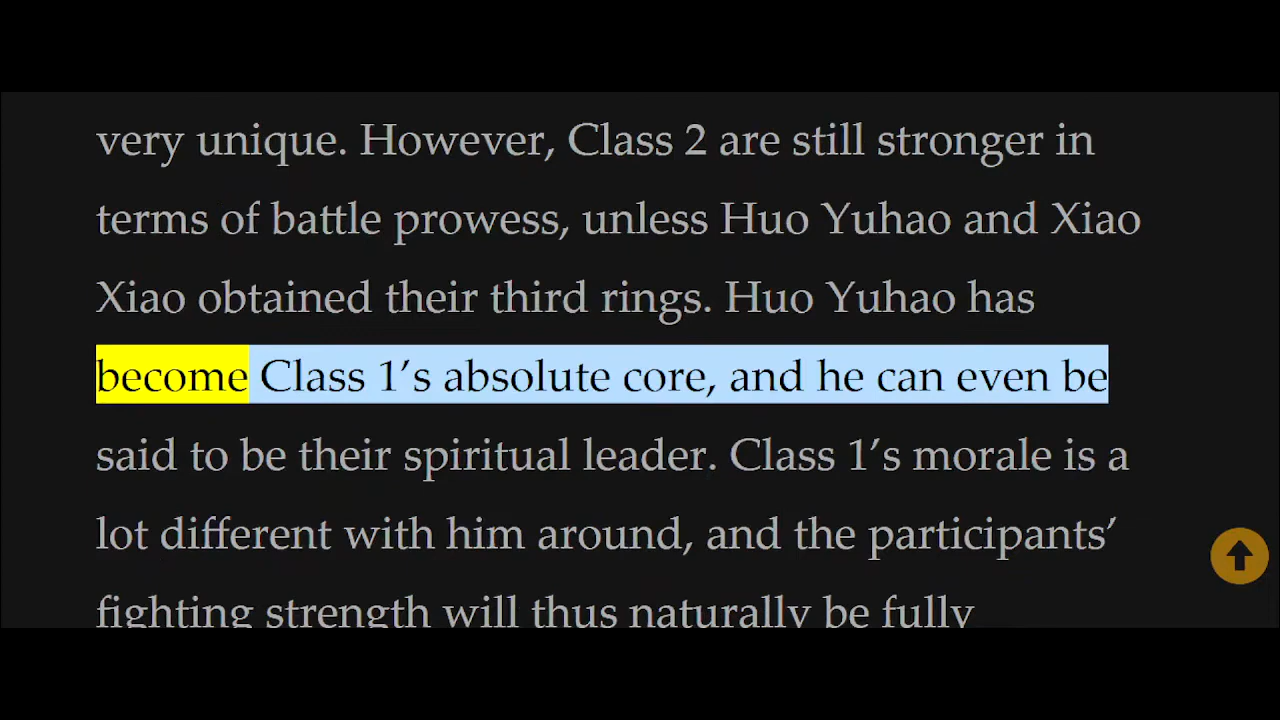 very unique. However, Class 2 are still stronger in
terms of battle prowess, unless Huo Yuhao and Xiao
Xiao obtained their third rings. Huo Yuhao has
become Class 1’s absolute core, and he can even be
said to be their spiritual leader. Class 1’s morale is a
lot different with him around, and the participants’
fighting strength will thus naturally be fully